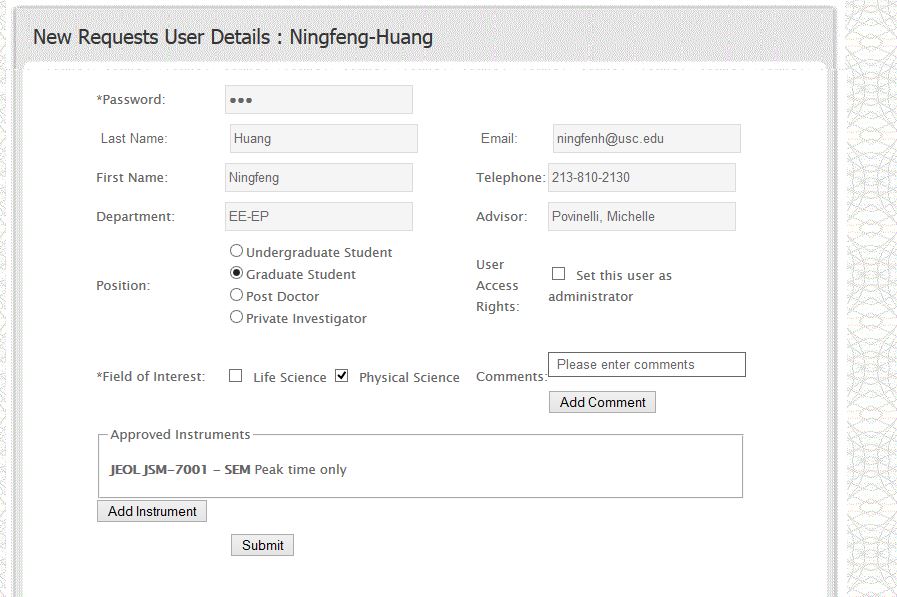 New Requests User Details : Ningfeng-Huang
*Password: •••
Last Name: Huang Email: ningfenh@usc.edu
First Name: Ningfeng Telephone: 213-810-2130
Department: EE-EP Advisor: Povinelli, Michelle
Position:
Undergraduate Student
Graduate Student
Post Doctor
Private Investigator
User
Access
Rights:
Set this user as
administrator
*Field of Interest: Life Science Physical Science Comments: Please enter comments
Add Comment
Approved Instruments
JEOL JSM-7001 - SEM Peak time only
Add Instrument
Submit